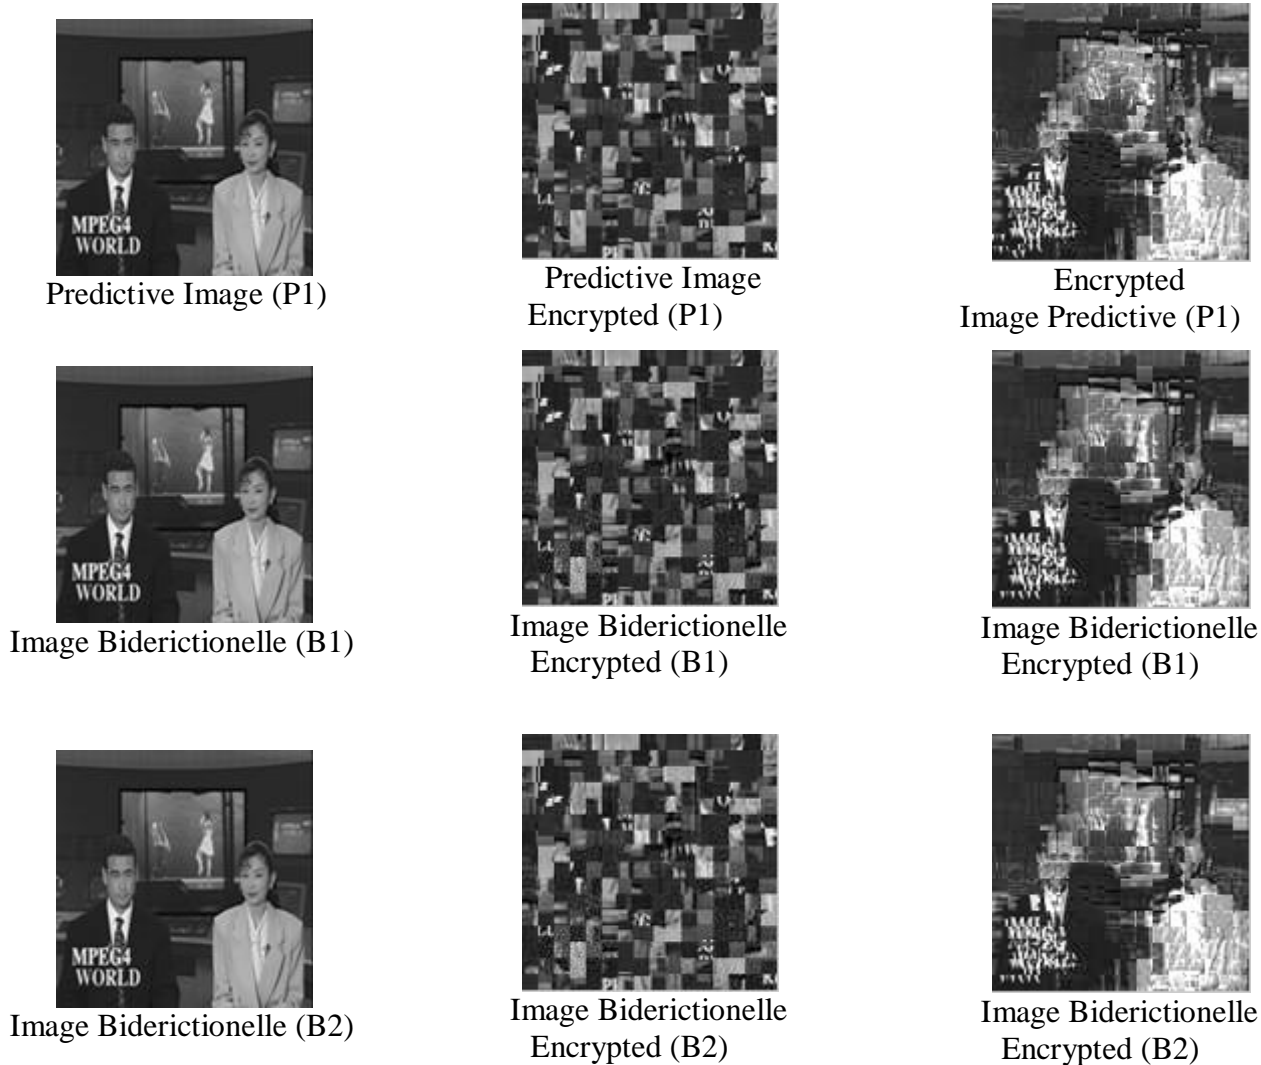 MPEG4
WORLD
Predictive Image (P1)
Predictive Image
Encrypted (P1)
Encrypted
Image Predictive (P1)
MPEG4
WORLD
Image Biderictionelle (B1)
Image Biderictionelle
Encrypted (B1)
Image Biderictionelle
Encrypted (B1)
MPEG4
WORLD
Image Biderictionelle (B2)
Image Biderictionelle
Encrypted (B2)
Image Biderictionelle
Encrypted (B2)